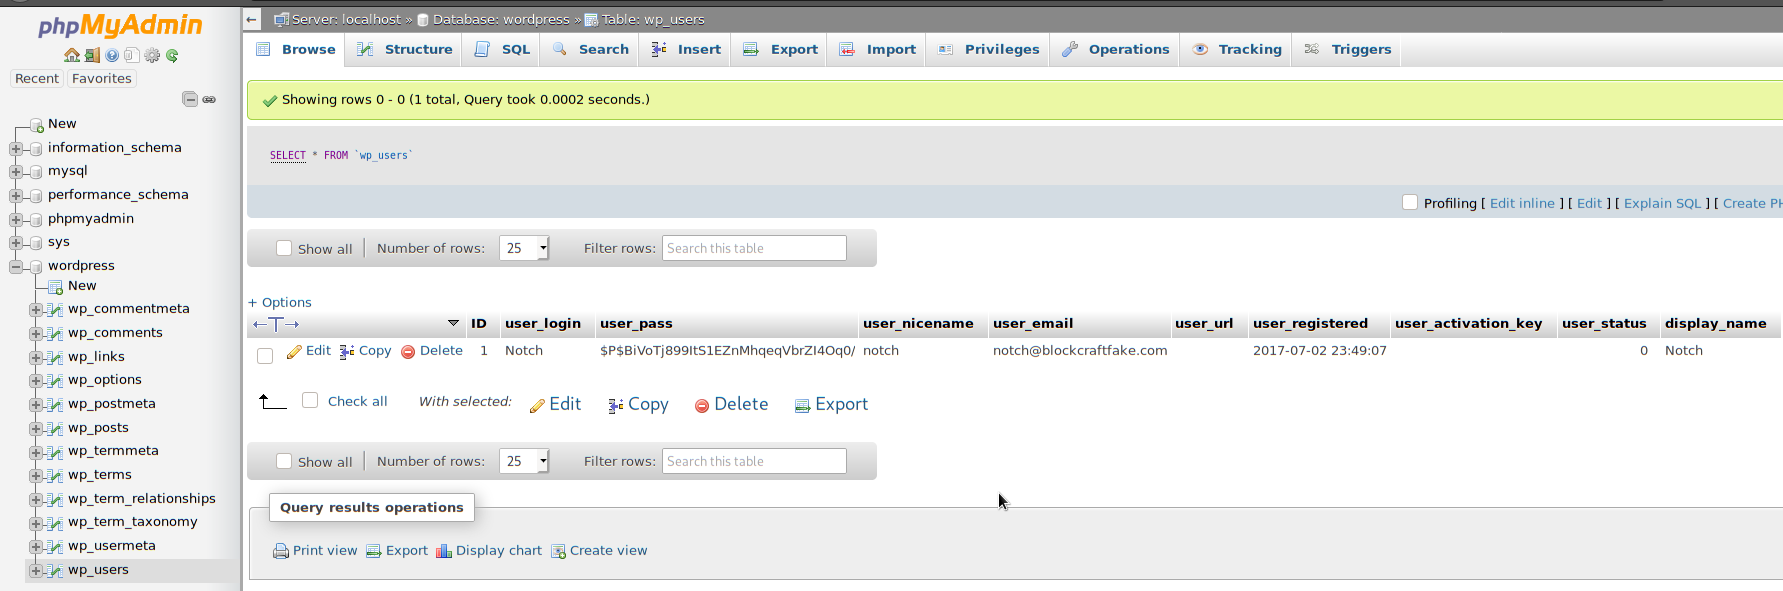 phpMyAdmin
Recent Favorites
New
information_schema
mysql
performance_schema
phpmyadmin
sys
wordpress
New
wp_commentmeta
wp_comments
wp_links
wp_options
wp_postmeta
wp_posts
wp_termmeta
wp_terms
wp_term_relationships
wp_term_taxonomy
wp_usermeta
wp_users
Server: localhost » Database: wordpress » Table: wp_users
Browse Structure SQL Search Insert Export Import Privileges Operations Tracking Triggers
Showing rows 0 - 0 (1 total, Query took 0.0002 seconds.)
SELECT * FROM `wp_users`
Profiling [ Edit inline ] [ Edit ] [ Explain SQL ] [ Create PH
Show all Number of rows: 25 Filter rows: Search this table
+ Options
←T→ ID user_login user_pass user_nicename user_email user_url user_registered user_activation_key user_status display_name
Edit Copy Delete 1 Notch $P$BiVoTj899ItS1EZnMhqeqVbrZI4Oq0/ notch notch@blockcraftfake.com 2017-07-02 23:49:07 0 Notch
Check all With selected: Edit Copy Delete Export
Show all Number of rows: 25 Filter rows: Search this table
Query results operations
Print view Export Display chart Create view